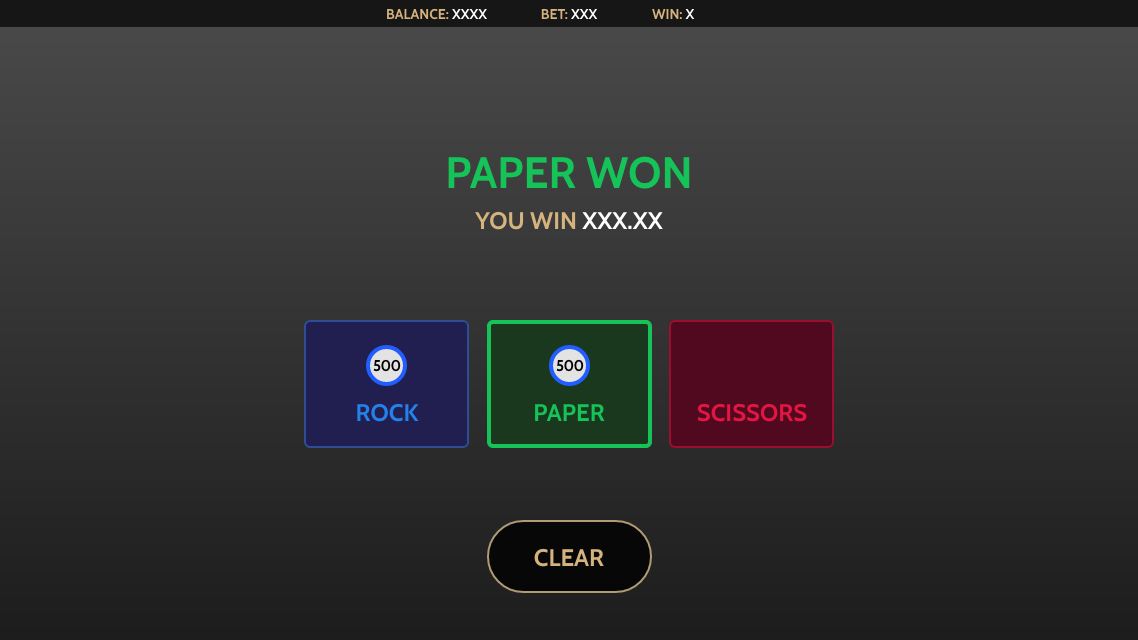 BALANCE: XXXX BET: XXX WIN: X
PAPER WON
YOU WIN XXX.XX
500 500
ROCK PAPER SCISSORS
CLEAR